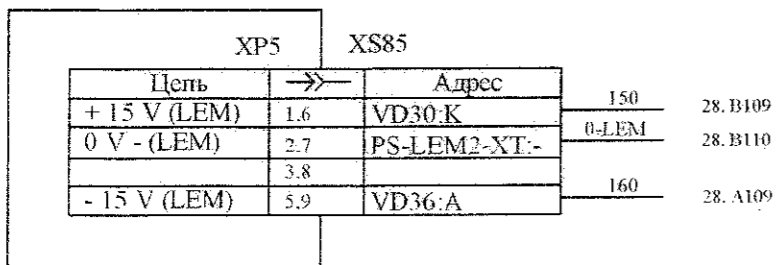 XP5 XS85
Цепь Адрес
+ 15 V (LEM) 1.6 VD30:K 150 28. B109
0 V - (LEM) 2.7 PS-LEM2-XT:- 0-LEM 28. B110
3.8
- 15 V (LEM) 5.9 VD36:A 160 28. A109